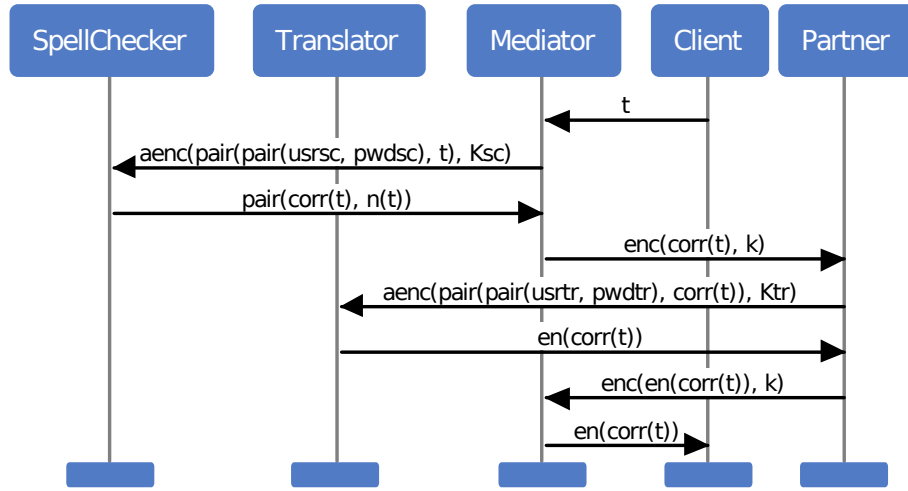 SpellChecker Translator Mediator Client Partner
t
aenc(pair(pair(usrsc, pwdsc), t), Ksc)
pair(corr(t), n(t))
enc(corr(t), k)
aenc(pair(pair(usrtr, pwdtr), corr(t)), Ktr)
en(corr(t))
enc(en(corr(t)), k)
en(corr(t))